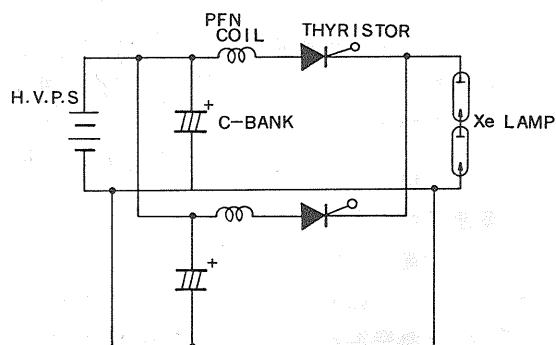 PFN
COIL
THYRISTOR
H.V.P.S
+
C-BANK
Xe LAMP
+